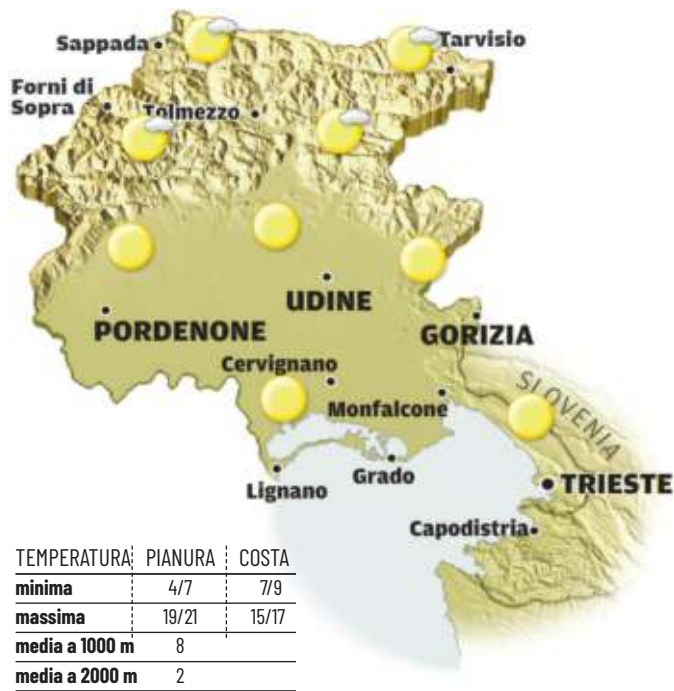 Sappada
Tarvisio
Forni di
Sopra
Tolmezzo
UDINE
PORDENONE
GORIZIA
Cervignano
SLOVENIA
Monfalcone
Grado
Lignano
TRIESTE
Capodistria
TEMPERATURA PIANURA COSTA
minima 4/7 7/9
massima 19/21 15/17
media a 1000 m 8
media a 2000 m 2